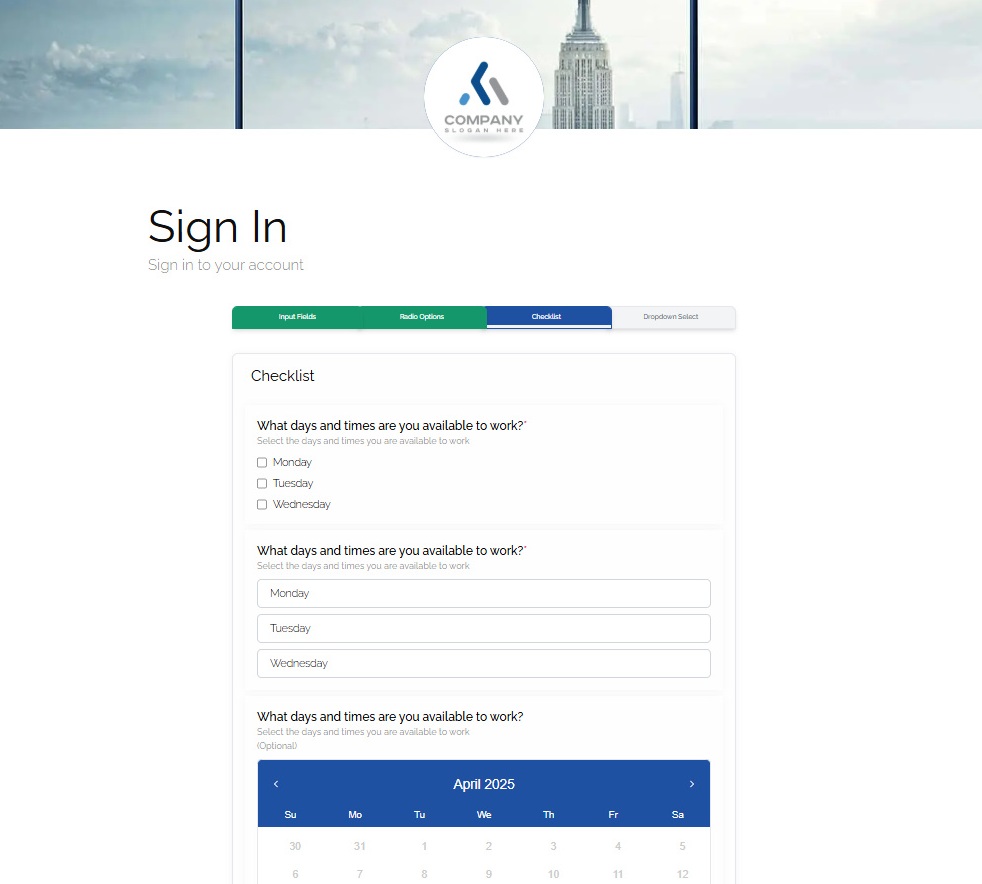 COMPANY
SLOGAN HERE
Sign In
Sign in to your account
Input Fields Radio Options Checklist Dropdown Select
Checklist
What days and times are you available to work?*
Select the days and times you are available to work
Monday
Tuesday
Wednesday
What days and times are you available to work?*
Select the days and times you are available to work
Monday
Tuesday
Wednesday
What days and times are you available to work?
Select the days and times you are available to work
(Optional)
‹ April 2025 ›
Su Mo Tu We Th Fr Sa
30 31 1 2 3 4 5
6 7 8 9 10 11 12